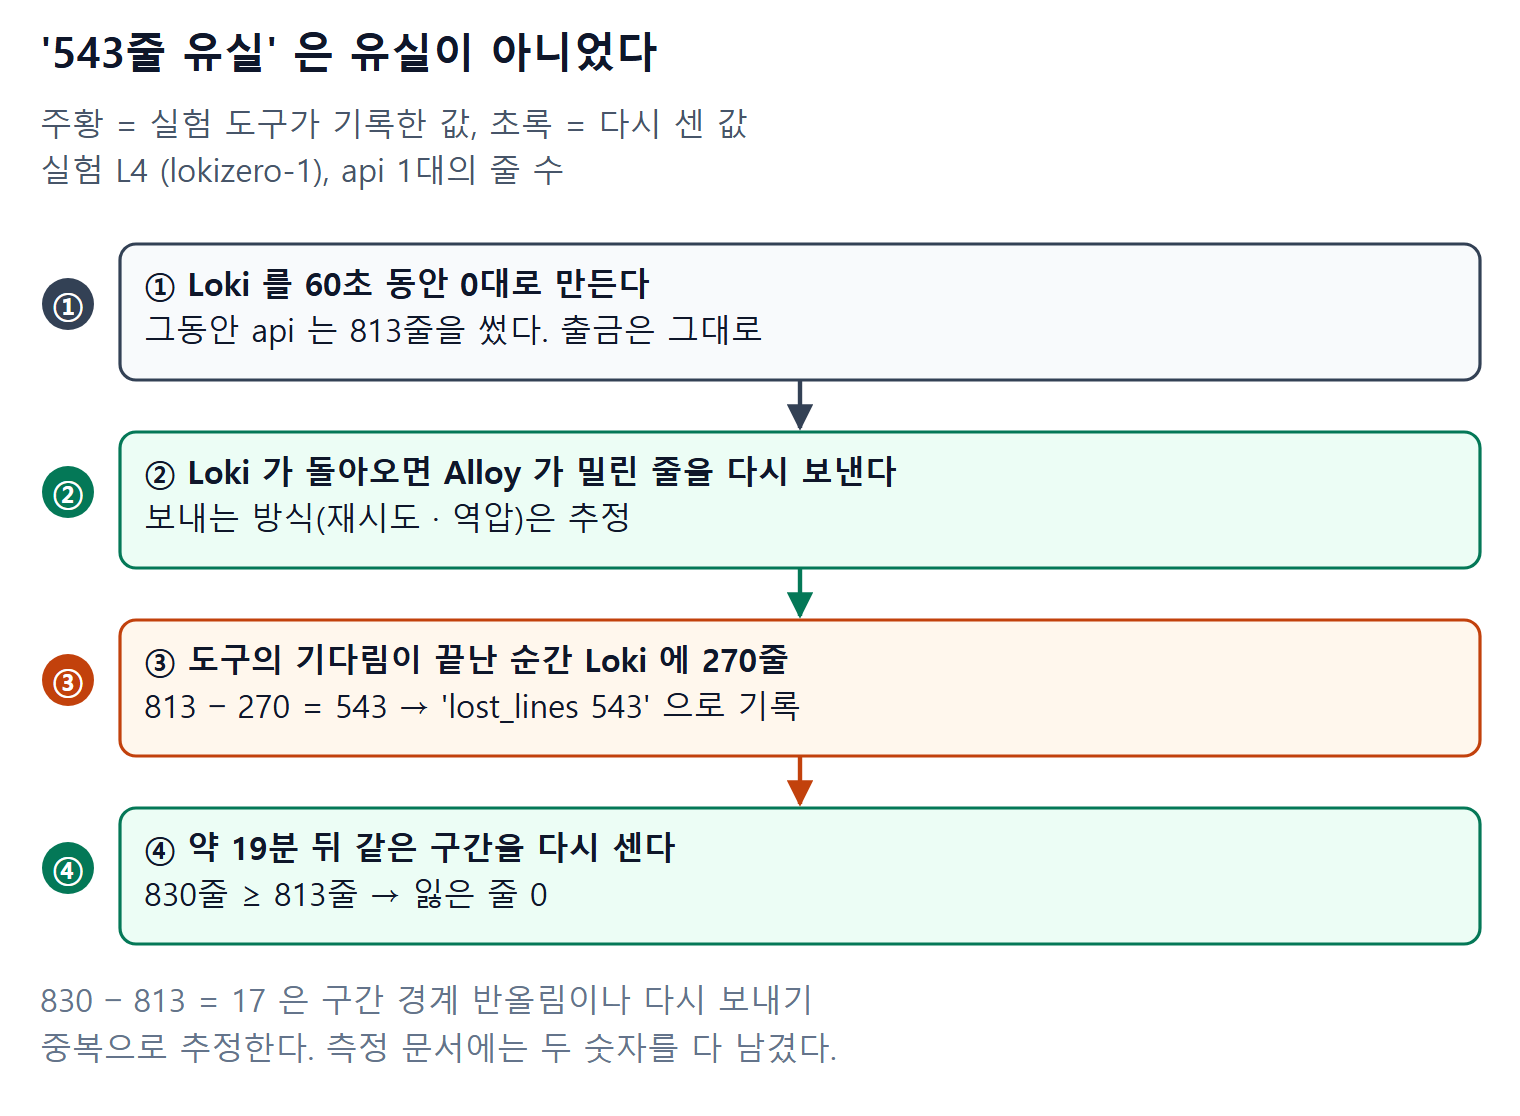 '543줄 유실' 은 유실이 아니었다
주황 = 실험 도구가 기록한 값, 초록 = 다시 센 값
실험 L4 (lokizero-1), api 1대의 줄 수
①
① Loki 를 60초 동안 0대로 만든다
그동안 api 는 813줄을 썼다. 출금은 그대로
②
② Loki 가 돌아오면 Alloy 가 밀린 줄을 다시 보낸다
보내는 방식(재시도 · 역압)은 추정
③
③ 도구의 기다림이 끝난 순간 Loki 에 270줄
813 − 270 = 543 → 'lost_lines 543' 으로 기록
④
④ 약 19분 뒤 같은 구간을 다시 센다
830줄 ≥ 813줄 → 잃은 줄 0
830 − 813 = 17 은 구간 경계 반올림이나 다시 보내기
중복으로 추정한다. 측정 문서에는 두 숫자를 다 남겼다.